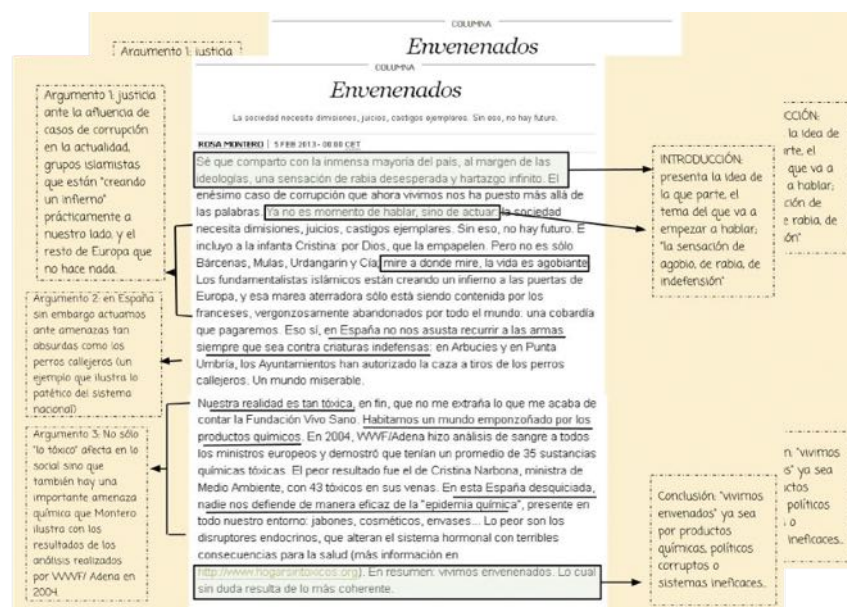 COLUMNA
Envenenados
Argumento 1: justicia
COLUMNA
Envenenados
La sociedad necesita dimisiones, juicios, castigos ejemplares. Sin eso, no hay futuro.
ROSA MONTERO | 5 FEB 2013 - 00:00 CET
Sé que comparto con la inmensa mayoría del país, al margen de las
ideologías, una sensación de rabia desesperada y hartazgo infinito. El
enésimo caso de corrupción que ahora vivimos nos ha puesto más allá de
las palabras. Ya no es momento de hablar, sino de actuar: la sociedad
necesita dimisiones, juicios, castigos ejemplares. Sin eso, no hay futuro. E
incluyo a la infanta Cristina: por Dios, que la empapelen. Pero no es sólo
Bárcenas, Mulas, Urdangarin y Cía; mire a donde mire, la vida es agobiante.
Los fundamentalistas islámicos están creando un infierno a las puertas de
Europa, y esa marea aterradora sólo está siendo contenida por los
franceses, vergonzosamente abandonados por todo el mundo: una cobardía
que pagaremos. Eso sí, en España no nos asusta recurrir a las armas
siempre que sea contra criaturas indefensas: en Arbucies y en Punta
Umbría, los Ayuntamientos han autorizado la caza a tiros de los perros
callejeros. Un mundo miserable.
Nuestra realidad es tan tóxica, en fin, que no me extraña lo que me acaba de
contar la Fundación Vivo Sano. Habitamos un mundo emponzoñado por los
productos químicos. En 2004, WWF/Adena hizo análisis de sangre a todos
los ministros europeos y demostró que tenían un promedio de 35 sustancias
químicas tóxicas. El peor resultado fue el de Cristina Narbona, ministra de
Medio Ambiente, con 43 tóxicos en sus venas. En esta España desquiciada,
nadie nos defiende de manera eficaz de la "epidemia química", presente en
todo nuestro entorno: jabones, cosméticos, envases... Lo peor son los
disruptores endocrinos, que alteran el sistema hormonal con terribles
consecuencias para la salud (más información en
http://www.hogarsintoxicos.org). En resumen: vivimos envenenados. Lo cual
sin duda resulta de lo más coherente.
Argumento 1: justicia
ante la afluencia de
casos de corrupción
en la actualidad,
grupos islamistas
que están "creando
un infierno"
prácticamente a
nuestro lado. y el
resto de Europa que
no hace nada.
Argumento 2: en España
sin embargo actuamos
ante amenazas tan
absurdas como los
perros callejeros (un
ejemplo que ilustra lo
patético del sistema
nacional)
Argumento 3: No sólo
"lo tóxico" afecta en lo
social sino que
también hay una
importante amenaza
química que Montero
ilustra con los
resultados de los
análisis realizados
por WWF/ Adena en
2004.
INTRODUCCIÓN:
presenta la idea de
la que parte, el
tema del que va a
empezar a hablar;
"la sensación de
agobio, de rabia, de
indefensión"
Conclusión: "vivimos
envenados" ya sea
por productos
químicas, políticos
corruptos o
sistemas ineficaces..
CCIÓN:
la idea de
rte, el
que va a
a hablar;
ción de
e rabia, de
ón"
n: "vivimos
s" ya sea
uctos
políticos
o
ineficaces..